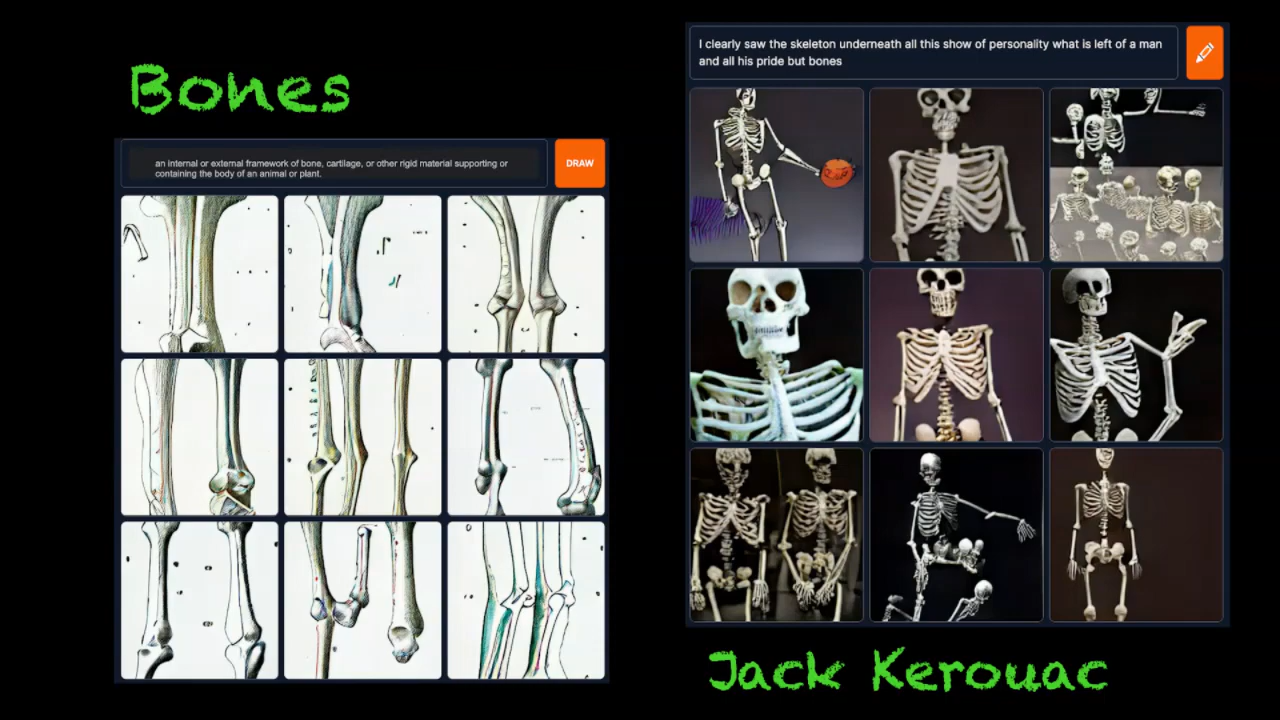 Bones
an internal or external framework of bone, cartilage, or other rigid material supporting or
containing the body of an animal or plant.
DRAW
I clearly saw the skeleton underneath all this show of personality what is left of a man
and all his pride but bones
Jack Kerouac